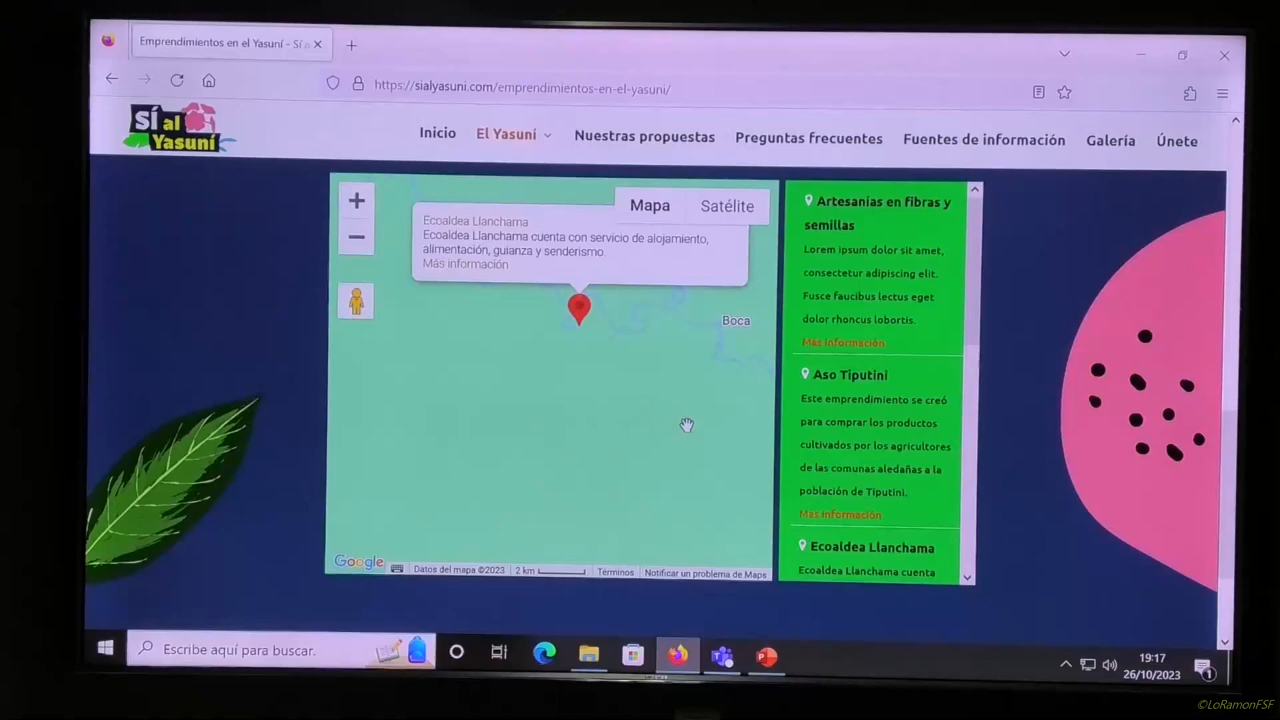 Emprendimientos en el Yasuní - Sí a
https://sialyasuni.com/emprendimientos-en-el-yasuni/
Sí al
Yasuní
Inicio
El Yasuní
Nuestras propuestas
Preguntas frecuentes
Fuentes de información
Galería
Únete
Mapa
Satélite
Ecoaldea Llanchama
Ecoaldea Llanchama cuenta con servicio de alojamiento,
alimentación, guianza y senderismo.
Más información
Boca
Google
Datos del mapa ©2023
2 km
Términos
Notificar un problema de Maps
Artesanías en fibras y
semillas
Lorem ipsum dolor sit amet,
consectetur adipiscing elit.
Fusce faucibus lectus eget
dolor rhoncus lobortis.
Más información
Aso Tiputini
Este emprendimiento se creó
para comprar los productos
cultivados por los agricultores
de las comunas aledañas a la
población de Tiputini.
Más información
Ecoaldea Llanchama
Ecoaldea Llanchama cuenta
Escribe aquí para buscar.
19:17
26/10/2023
1
©LoRamonFSF